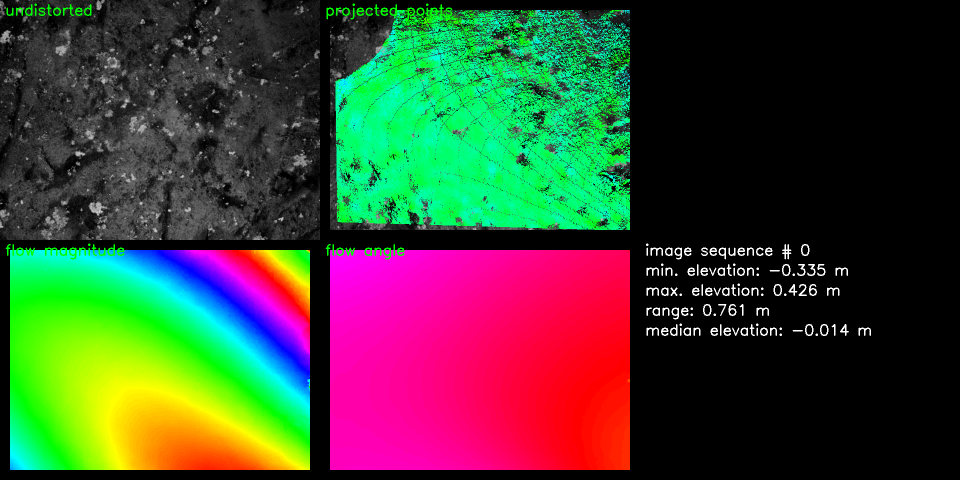 undistorted
projected points
flow magnitude
flow angle
image sequence # 0
min. elevation: −0.335 m
max. elevation: 0.426 m
range: 0.761 m
median elevation: −0.014 m